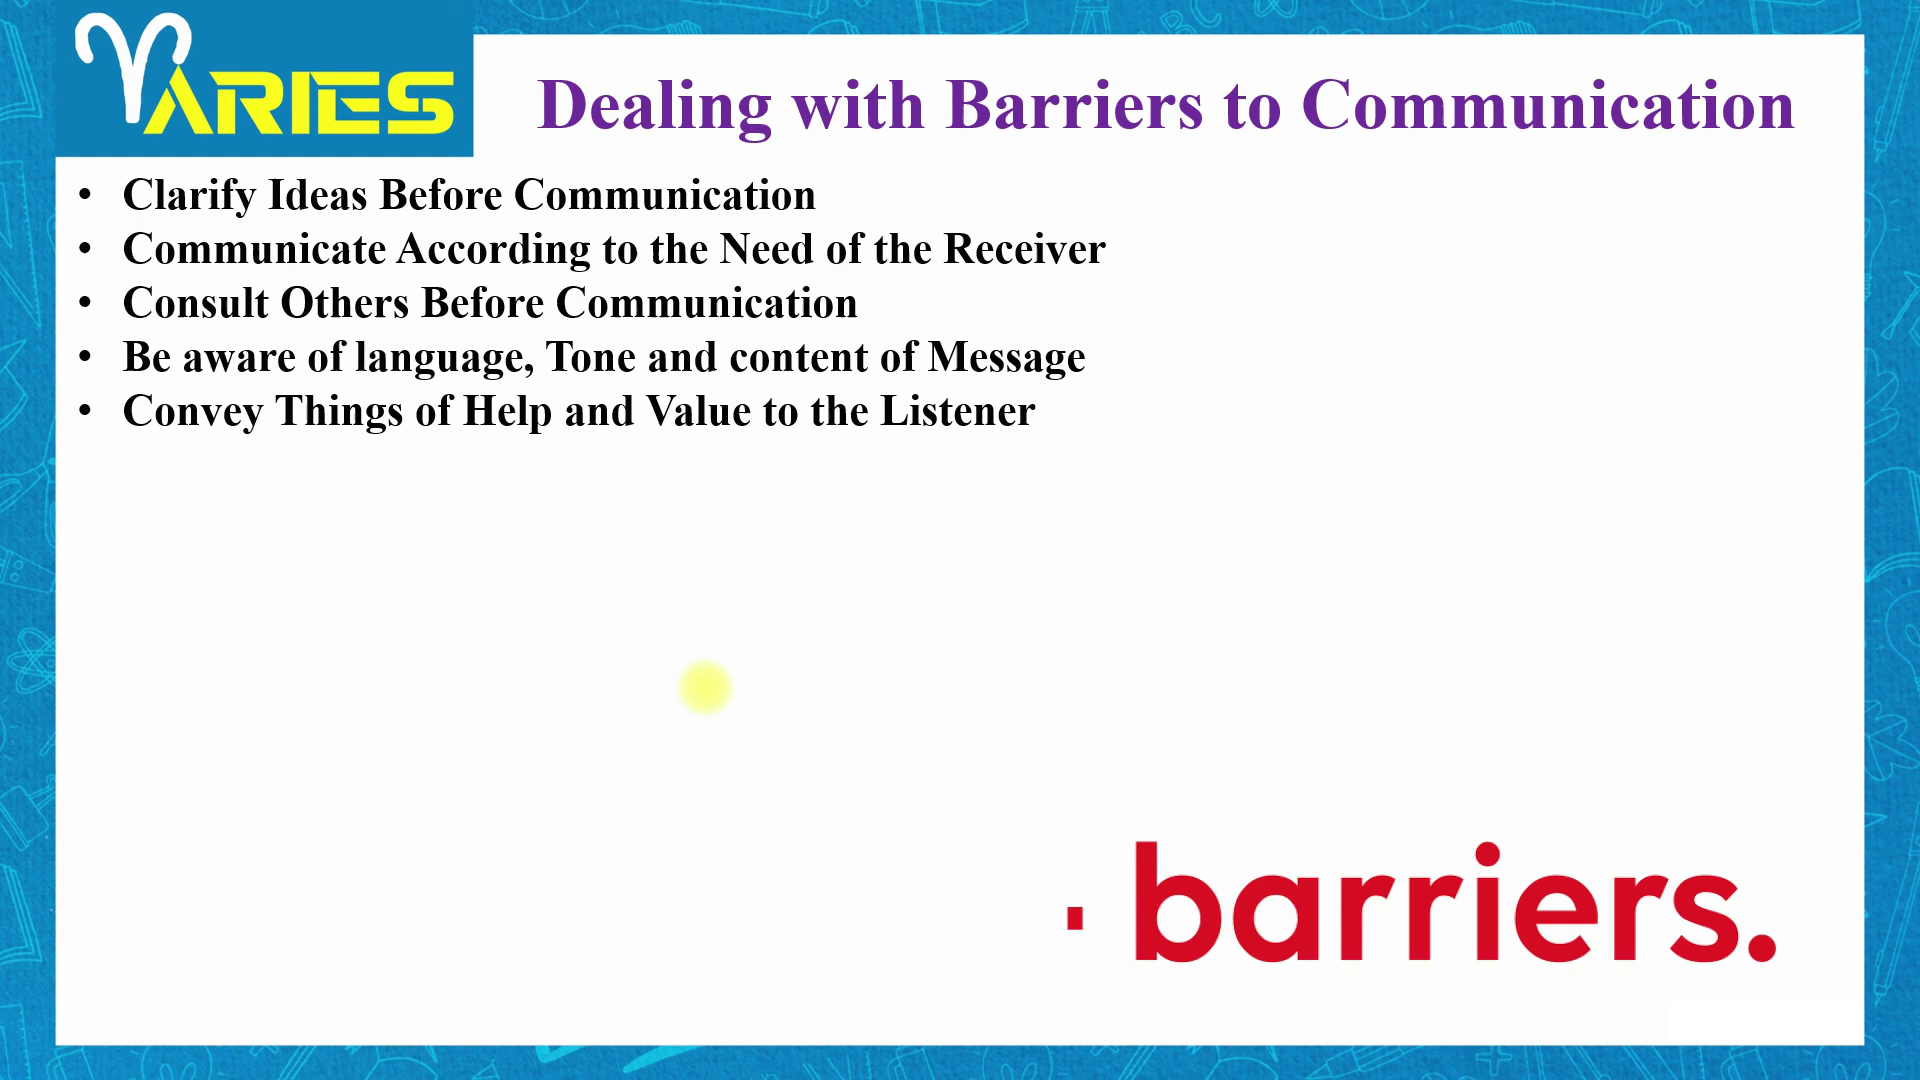 ARIES
Dealing with Barriers to Communication
• Clarify Ideas Before Communication
• Communicate According to the Need of the Receiver
• Consult Others Before Communication
• Be aware of language, Tone and content of Message
• Convey Things of Help and Value to the Listener
barriers.